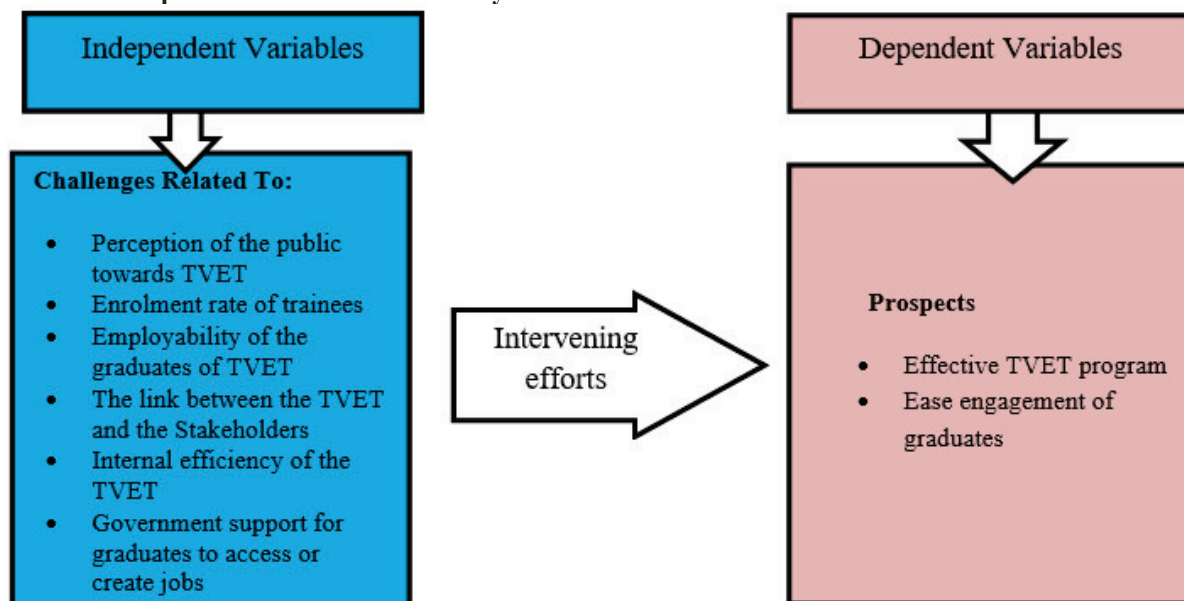 Independent Variables
Challenges Related To:
• Perception of the public
towards TVET
• Enrolment rate of trainees
• Employability of the
graduates of TVET
• The link between the TVET
and the Stakeholders
• Internal efficiency of the
TVET
• Government support for
graduates to access or
create jobs
Intervening
efforts
Dependent Variables
Prospects
• Effective TVET program
• Ease engagement of
graduates